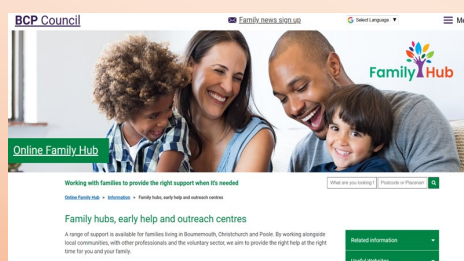 BCP Council
Family news sign up
Select Language ▼
Family Hub
Online Family Hub
Working with families to provide the right support when it's needed
What are you looking
Postcode or
Online Family Hub > Information > Family hubs, early help and outreach centres
Family hubs, early help and outreach centres
A range of support is available for families living in Bournemouth, Christchurch and Poole. By working alongside
local communities, with other professionals and the voluntary sector, we aim to provide the right help at the right
time for you and your family.
Related information
Useful Websites